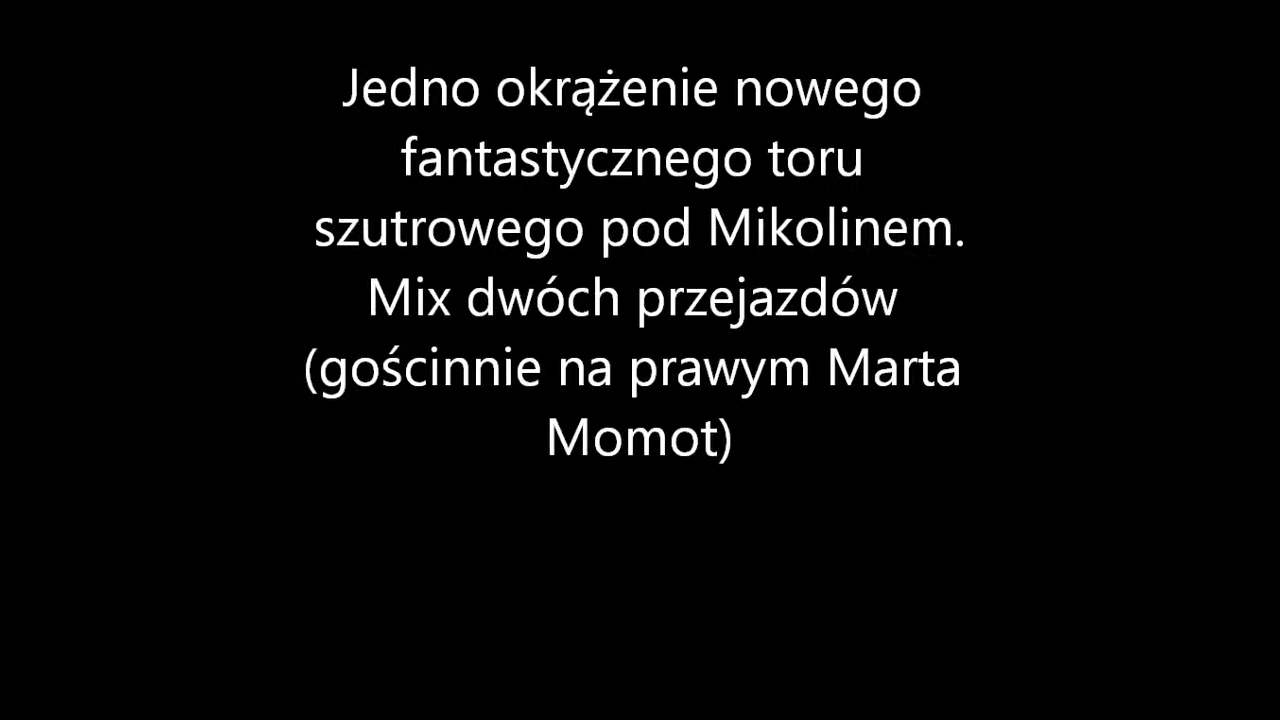 Jedno okrążenie nowego
fantastycznego toru
szutrowego pod Mikolinem.
Mix dwóch przejazdów
(gościnnie na prawym Marta
Momot)